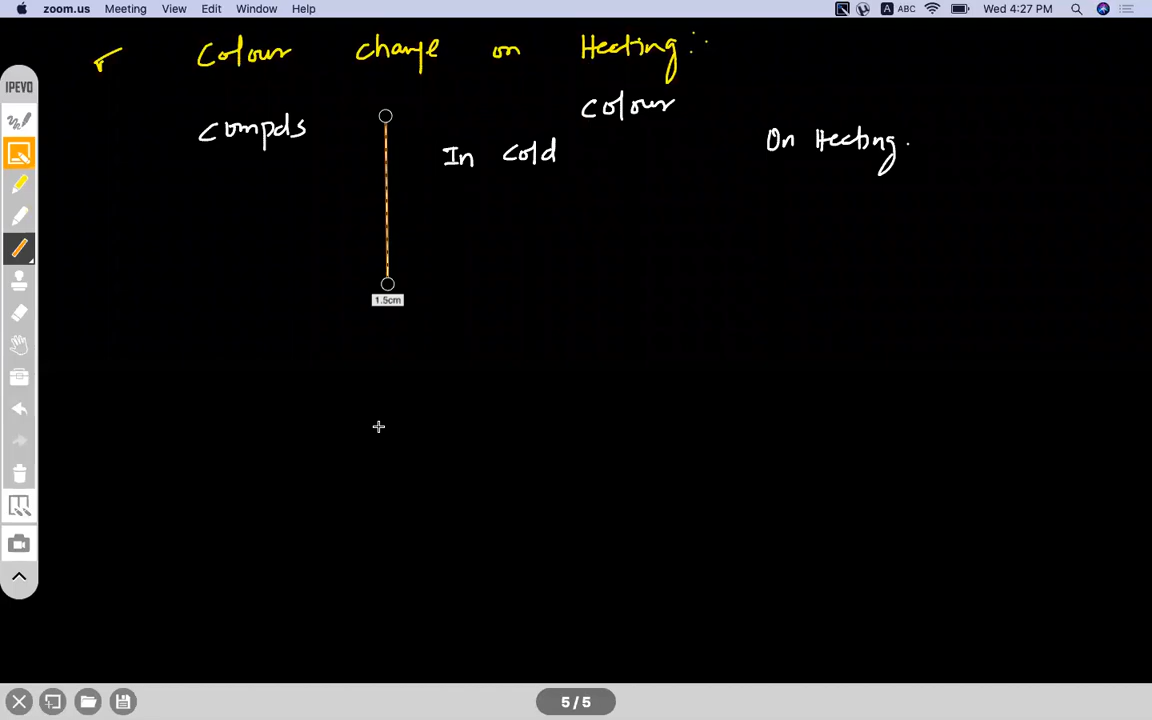 zoom.us Meeting View Edit Window Help A ABC Wed 4:27 PM
Colour change on Heating :
IPEVO
Compds
colour
In Cold
On Heating.
1.5cm
5 / 5